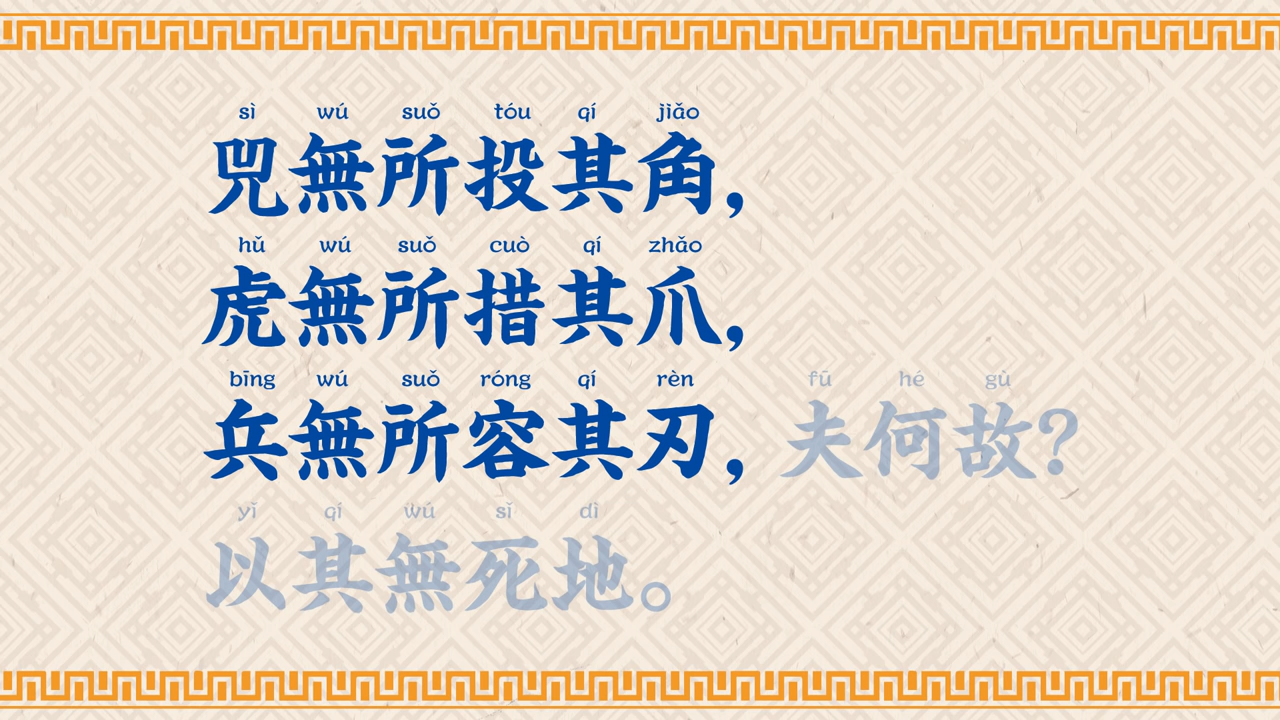 sì wú suǒ tóu qí jiǎo
兕無所投其角，
hǔ wú suǒ cuò qí zhǎo
虎無所措其爪，
bīng wú suǒ róng qí rèn fū hé gù
兵無所容其刃，夫何故？
yǐ qí wú sǐ dì
以其無死地。